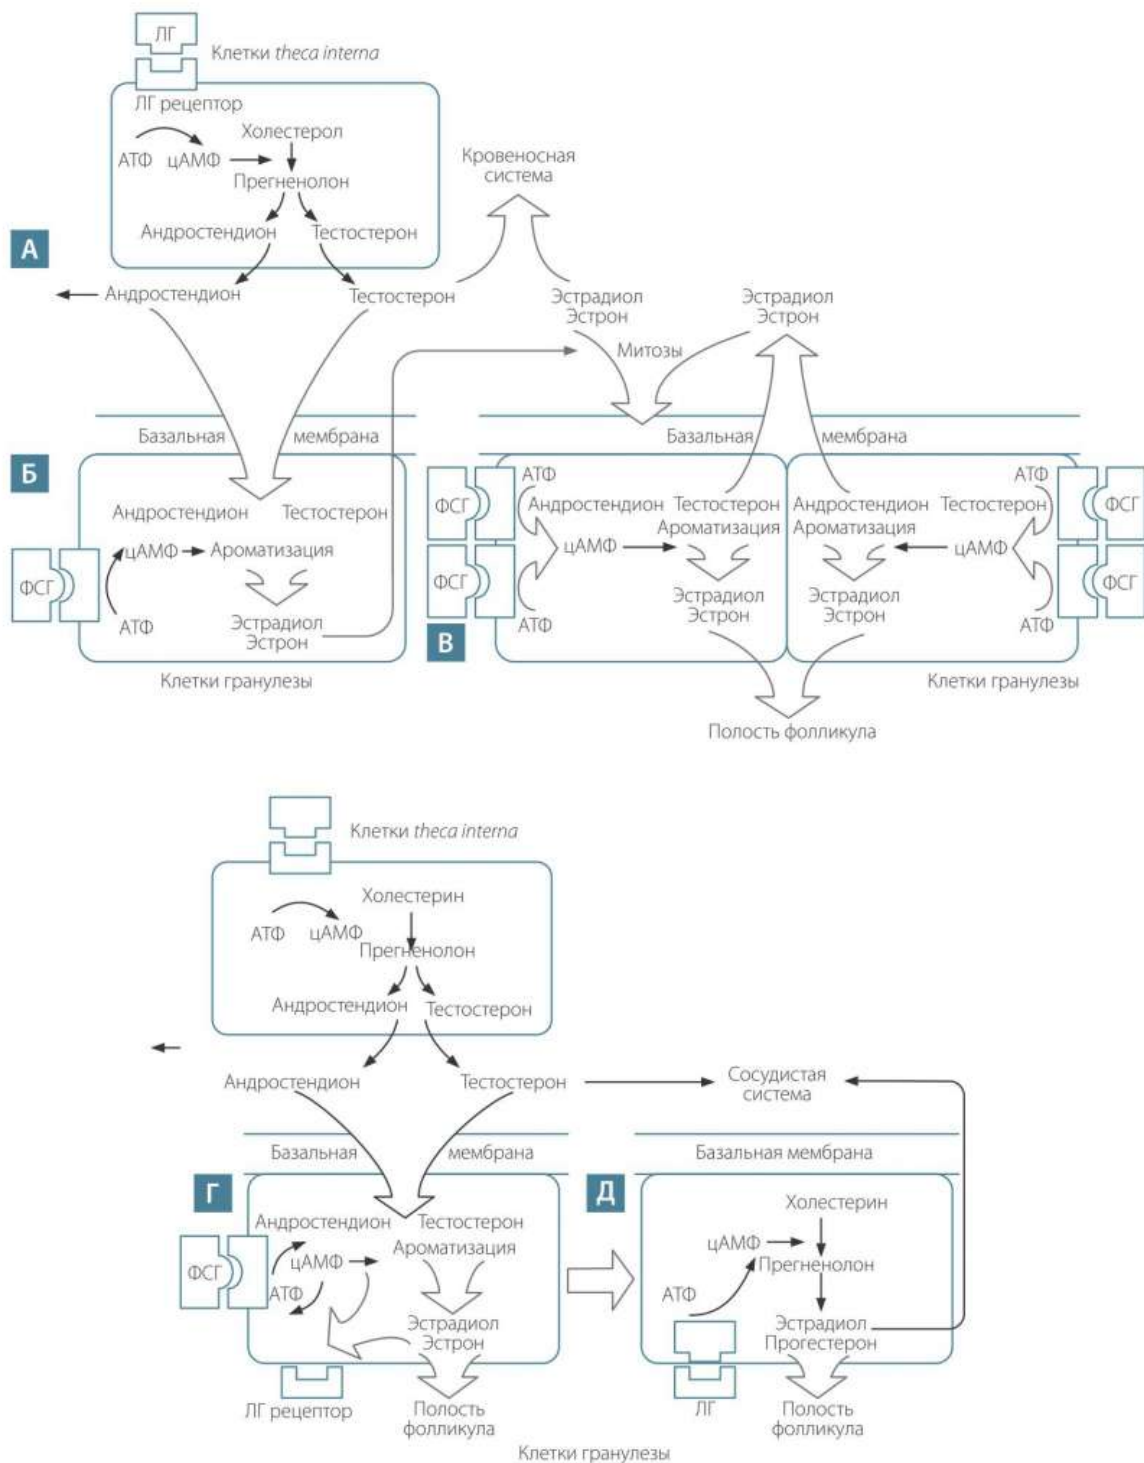 ЛГ
Клетки theca interna
ЛГ рецептор
Холестерол
АТФ цАМФ
Прегненолон
Андростендион Тестостерон
Кровеносная
система
А
Андростендион
Тестостерон
Эстрадиол
Эстрон
Эстрадиол
Эстрон
Митозы
Базальная мембрана
Б
Андростендион Тестостерон
цАМФ Ароматизация
ФСГ
АТФ
Эстрадиол
Эстрон
Клетки гранулезы
Базальная мембрана
АТФ
АТФ
ФСГ
Андростендион Тестостерон
Ароматизация
Андростендион Тестостерон
Ароматизация
ФСГ
цАМФ
цАМФ
ФСГ
ФСГ
Эстрадиол
Эстрон
Эстрадиол
Эстрон
АТФ
АТФ
В
Клетки гранулезы
Полость фолликула
Клетки theca interna
Холестерин
АТФ цАМФ
Прегненолон
Андростендион Тестостерон
Андростендион
Тестостерон
Сосудистая
система
Базальная мембрана
Базальная мембрана
Г
Андростендион Тестостерон
Ароматизация
цАМФ
ФСГ
АТФ
Эстрадиол
Эстрон
ЛГ рецептор
Полость
фолликула
Д
Холестерин
цАМФ
Прегненолон
АТФ
Эстрадиол
Прогестерон
ЛГ
Полость
фолликула
Клетки гранулезы